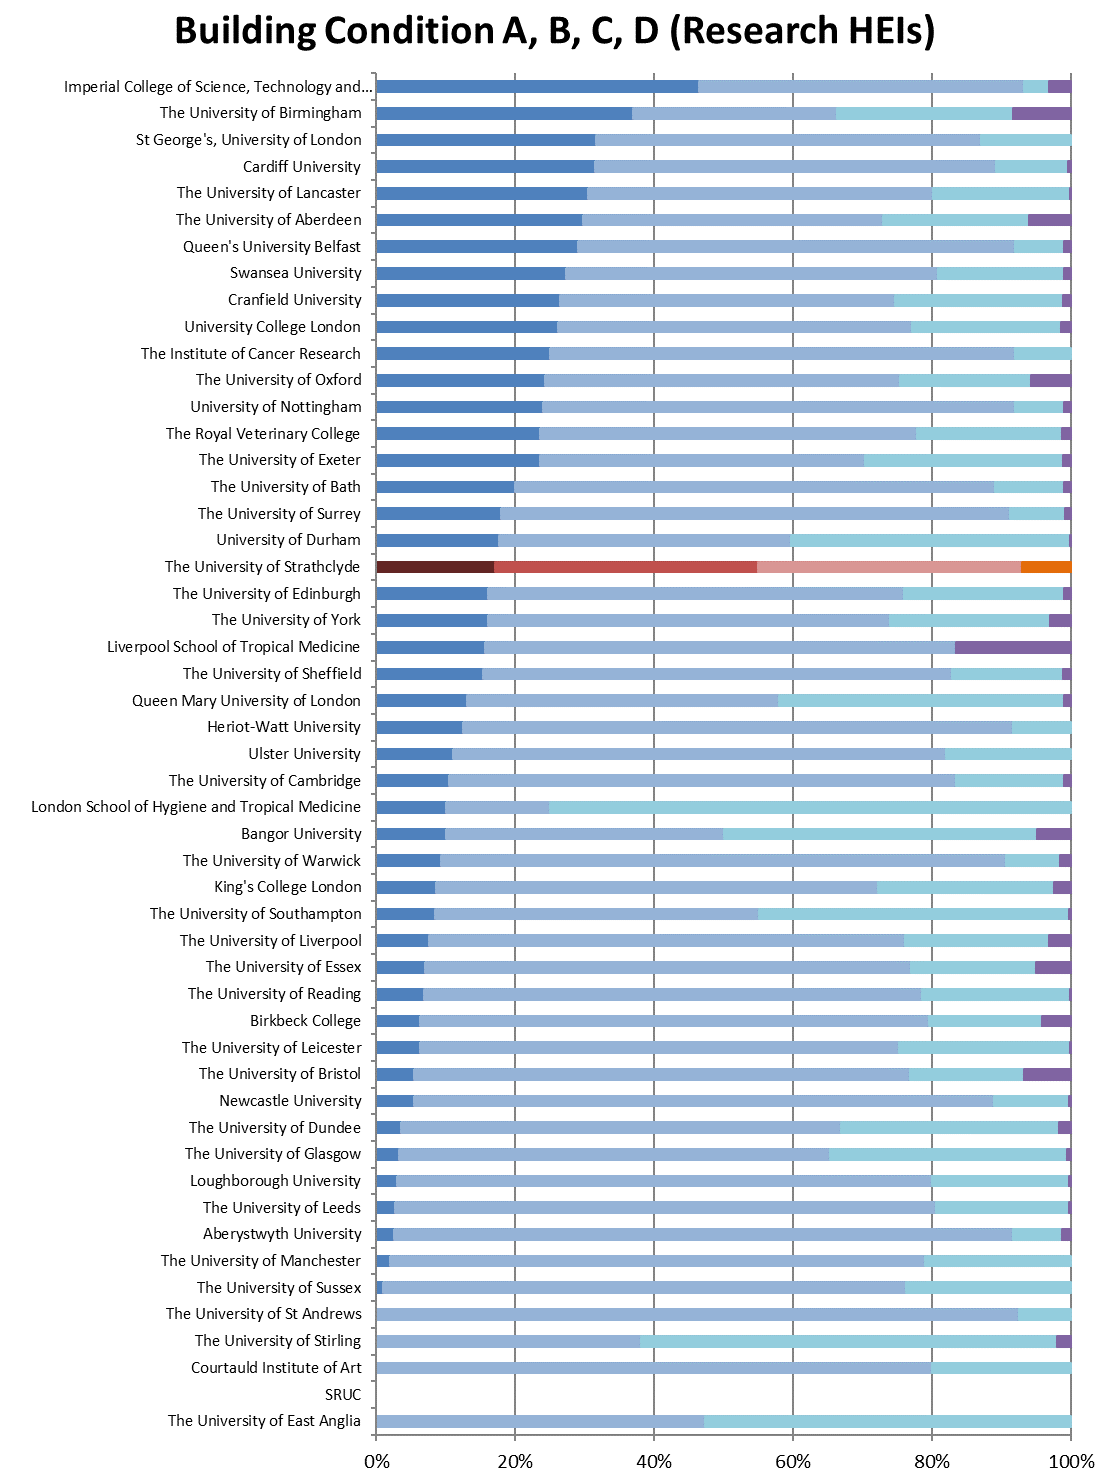 Building Condition A, B, C, D (Research HEIs)
Imperial College of Science, Technology and...
The University of Birmingham
St George's, University of London
Cardiff University
The University of Lancaster
The University of Aberdeen
Queen's University Belfast
Swansea University
Cranfield University
University College London
The Institute of Cancer Research
The University of Oxford
University of Nottingham
The Royal Veterinary College
The University of Exeter
The University of Bath
The University of Surrey
University of Durham
The University of Strathclyde
The University of Edinburgh
The University of York
Liverpool School of Tropical Medicine
The University of Sheffield
Queen Mary University of London
Heriot-Watt University
Ulster University
The University of Cambridge
London School of Hygiene and Tropical Medicine
Bangor University
The University of Warwick
King's College London
The University of Southampton
The University of Liverpool
The University of Essex
The University of Reading
Birkbeck College
The University of Leicester
The University of Bristol
Newcastle University
The University of Dundee
The University of Glasgow
Loughborough University
The University of Leeds
Aberystwyth University
The University of Manchester
The University of Sussex
The University of St Andrews
The University of Stirling
Courtauld Institute of Art
SRUC
The University of East Anglia
0% 20% 40% 60% 80% 100%